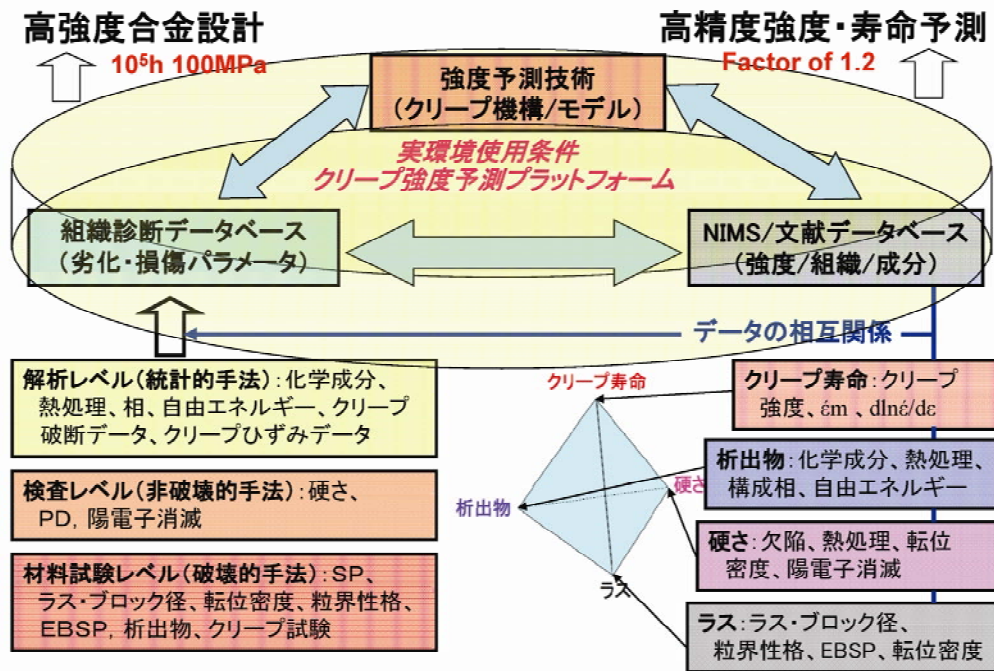 高強度合金設計
10⁵h 100MPa
高精度強度・寿命予測
Factor of 1.2
強度予測技術
(クリープ機構/モデル)
実環境使用条件
クリープ強度予測プラットフォーム
組織診断データベース
(劣化・損傷パラメータ)
NIMS/文献データベース
(強度/組織/成分)
データの相互関係
解析レベル(統計的手法):化学成分、
熱処理、相、自由エネルギー、クリープ
破断データ、クリープひずみデータ
検査レベル(非破壊的手法):硬さ、
PD, 陽電子消滅
材料試験レベル(破壊的手法):SP、
ラス・ブロック径、転位密度、粒界性格、
EBSP, 析出物、クリープ試験
クリープ寿命
析出物
硬さ
ラス
クリープ寿命:クリープ
強度、έm 、dlnέ/dε
析出物:化学成分、熱処理、
構成相、自由エネルギー
硬さ:欠陥、熱処理、転位
密度、陽電子消滅
ラス:ラス・ブロック径、
粒界性格、EBSP、転位密度